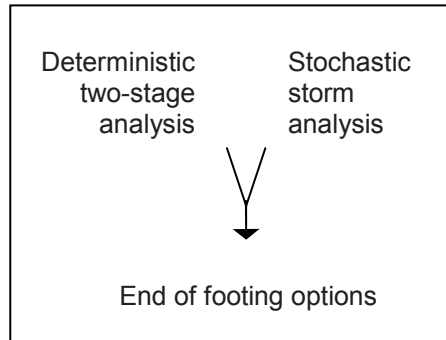 Deterministic
two-stage
analysis
Stochastic
storm
analysis
End of footing options